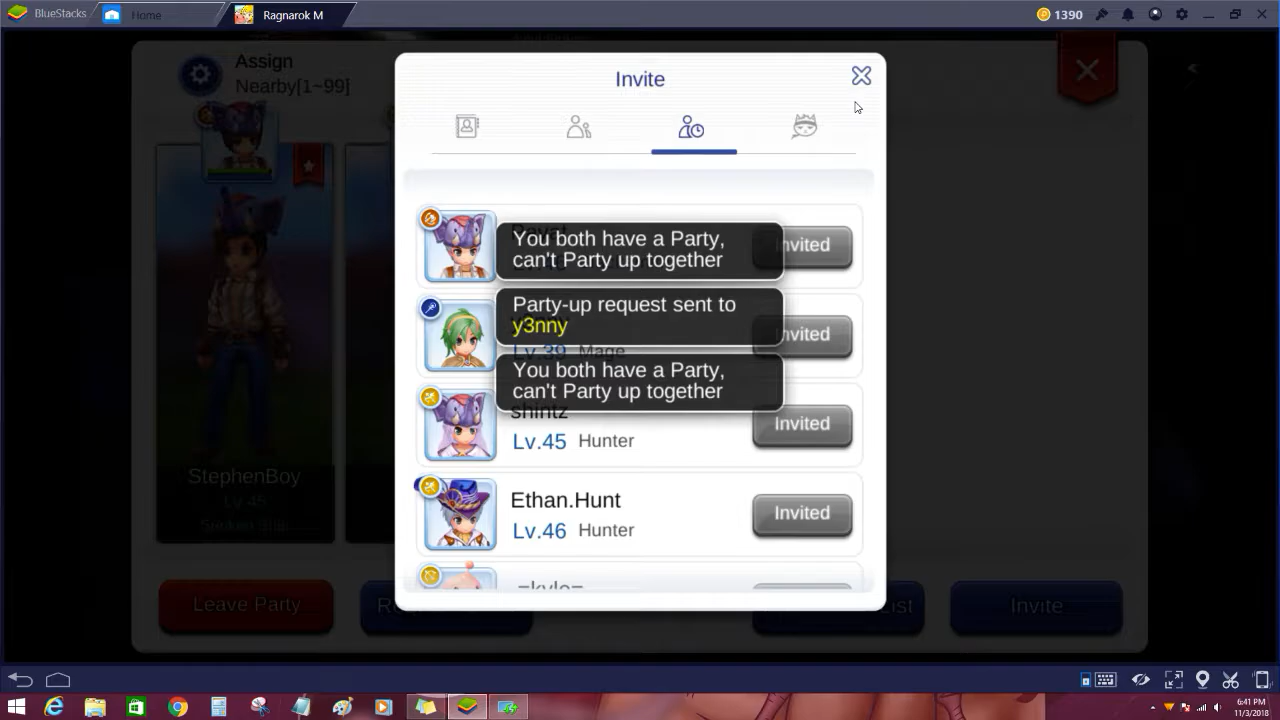 BlueStacks
Home
Ragnarok M
1390
Assign
Nearby[1~99]
Invite
Invited
You both have a Party,
can't Party up together
Invited
Party-up request sent to
y3nny
Lv.39 Mage
You both have a Party,
can't Party up together
shintz
Lv.45 Hunter
Invited
Ethan.Hunt
Lv.46 Hunter
Invited
=kylo=
StephenBoy
Lv.45
Leave Party
Invite
6:41 PM
11/3/2018